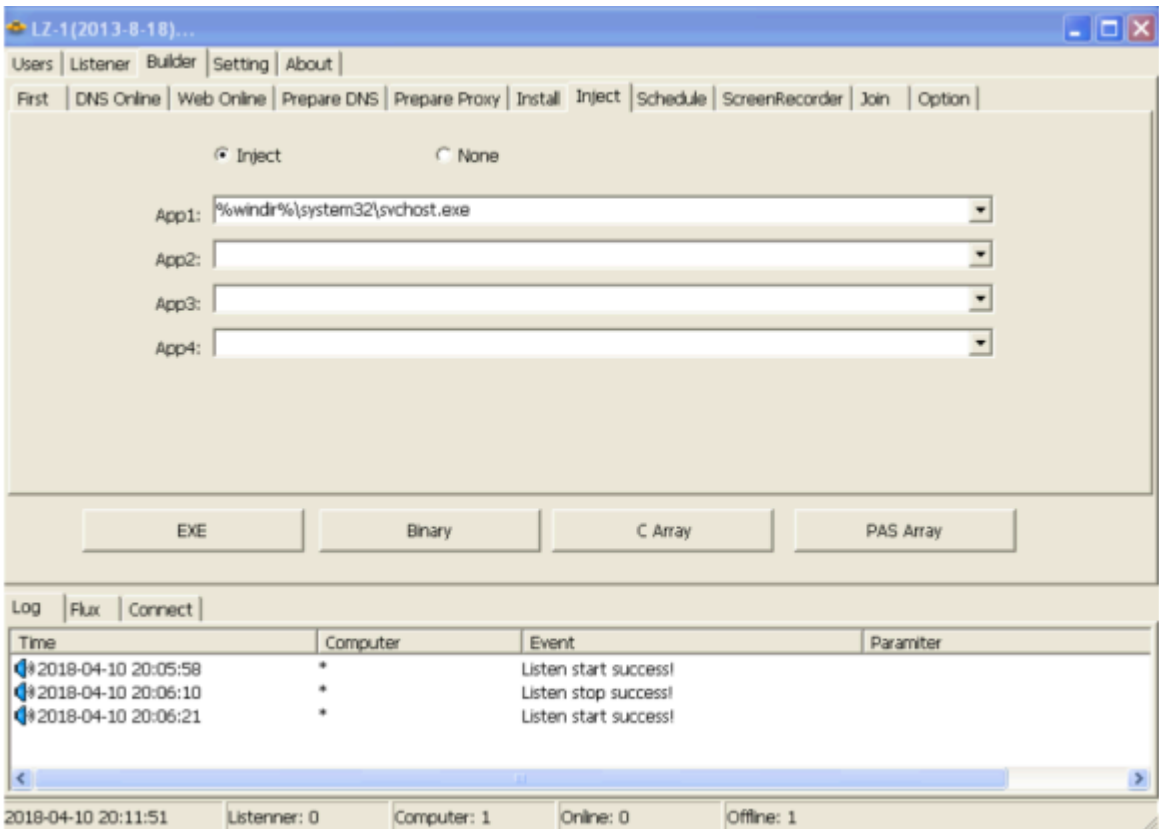 LZ-1(2013-8-18)...
Users Listener Builder Setting About
First DNS Online Web Online Prepare DNS Prepare Proxy Install Inject Schedule ScreenRecorder Join Option
Inject None
App1: %windir%\system32\svchost.exe
App2:
App3:
App4:
EXE Binary C Array PAS Array
Log Flux Connect
Time Computer Event Paramiter
2018-04-10 20:05:58 * Listen start success!
2018-04-10 20:06:10 * Listen stop success!
2018-04-10 20:06:21 * Listen start success!
2018-04-10 20:11:51 Listenner: 0 Computer: 1 Online: 0 Offline: 1